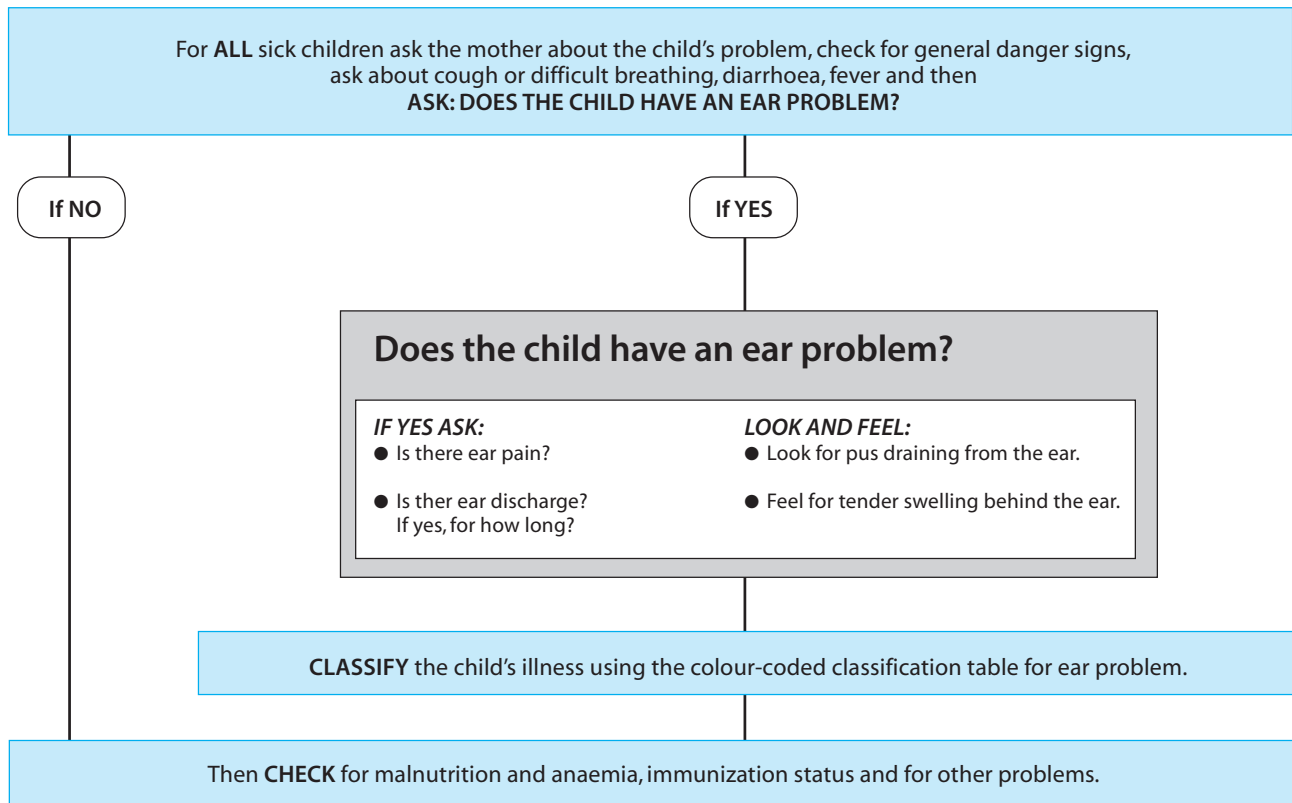 For ALL sick children ask the mother about the child's problem, check for general danger signs,
ask about cough or difficult breathing, diarrhoea, fever and then
ASK: DOES THE CHILD HAVE AN EAR PROBLEM?
If NO
If YES
Does the child have an ear problem?
IF YES ASK:
● Is there ear pain?
● Is ther ear discharge?
If yes, for how long?
LOOK AND FEEL:
● Look for pus draining from the ear.
● Feel for tender swelling behind the ear.
CLASSIFY the child's illness using the colour-coded classification table for ear problem.
Then CHECK for malnutrition and anaemia, immunization status and for other problems.